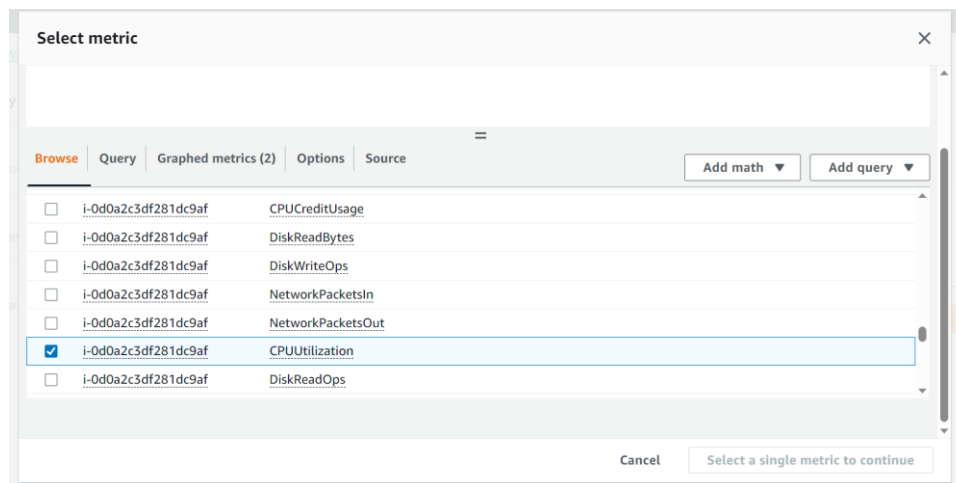 Select metric
Browse Query Graphed metrics (2) Options Source Add math Add query
i-0d0a2c3df281dc9af CPUCreditUsage
i-0d0a2c3df281dc9af DiskReadBytes
i-0d0a2c3df281dc9af DiskWriteOps
i-0d0a2c3df281dc9af NetworkPacketsIn
i-0d0a2c3df281dc9af NetworkPacketsOut
i-0d0a2c3df281dc9af CPUUtilization
i-0d0a2c3df281dc9af DiskReadOps
Cancel Select a single metric to continue